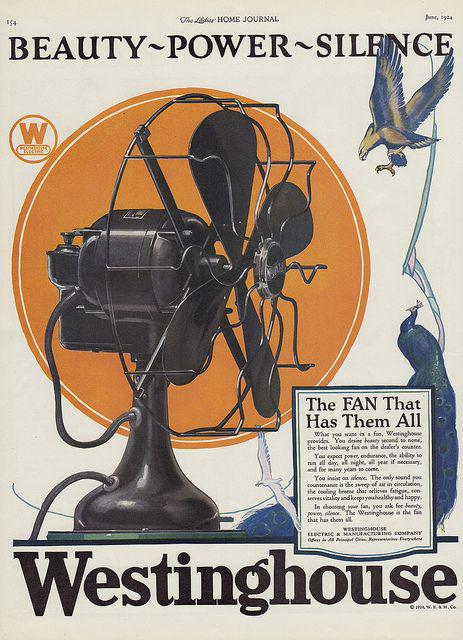 154
The Ladies' HOME JOURNAL
June, 1924
BEAUTY~POWER~SILENCE
W
WESTINGHOUSE
ELECTRIC
The FAN That
Has Them All
What you want in a fan, Westinghouse
provides. You desire beauty second to none,
the best looking fan on the dealer's counter.
You expect power, endurance, the ability to
run all day, all night, all year if necessary,
and for many years to come.
You insist on silence. The only sound you
countenance is the sweep of air in circulation,
the cooling breeze that relieves fatigue, con-
serves vitality and keeps you healthy and happy.
In choosing your fan, you ask for beauty,
power, silence. The Westinghouse is the fan
that has them all.
WESTINGHOUSE
ELECTRIC & MANUFACTURING COMPANY
Offices in All Principal Cities, Representatives Everywhere
Westinghouse
© 1924, W. E. & M. Co.